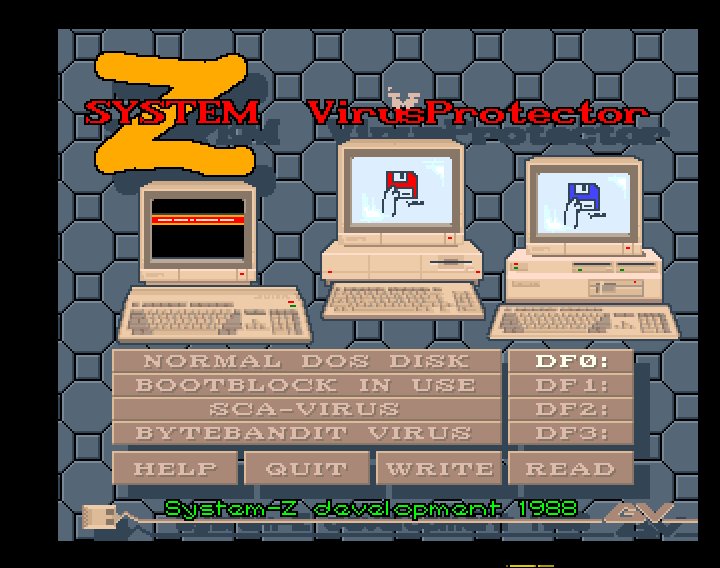 Z
SYSTEM VirusProtector
NORMAL DOS DISK DF0:
BOOTBLOCK IN USE DF1:
SCA-VIRUS DF2:
BYTEBANDIT VIRUS DF3:
HELP QUIT WRITE READ
System-Z development 1988
GV